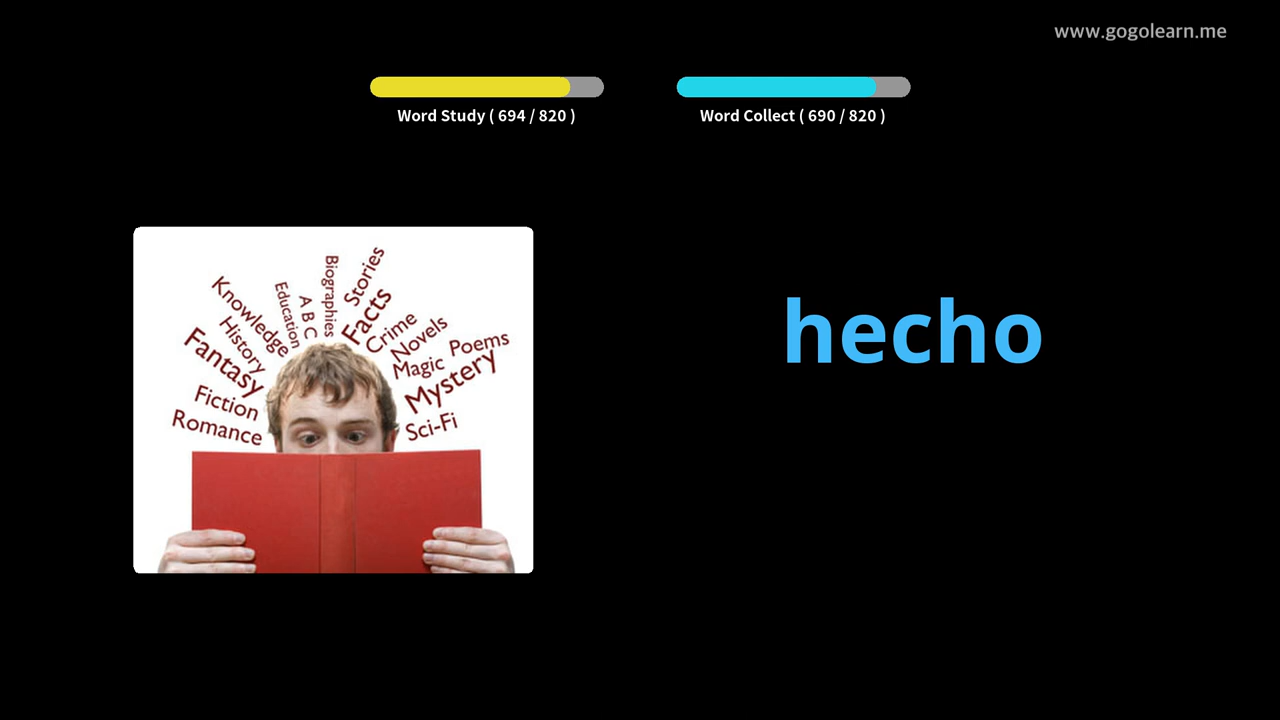 www.gogolearn.me
Word Study ( 694 / 820 )
Word Collect ( 690 / 820 )
hecho
Biographies
Stories
Education
A B C
Facts
Knowledge
Crime
History
Novels
Fantasy
Magic
Poems
Mystery
Fiction
Romance
Sci-Fi